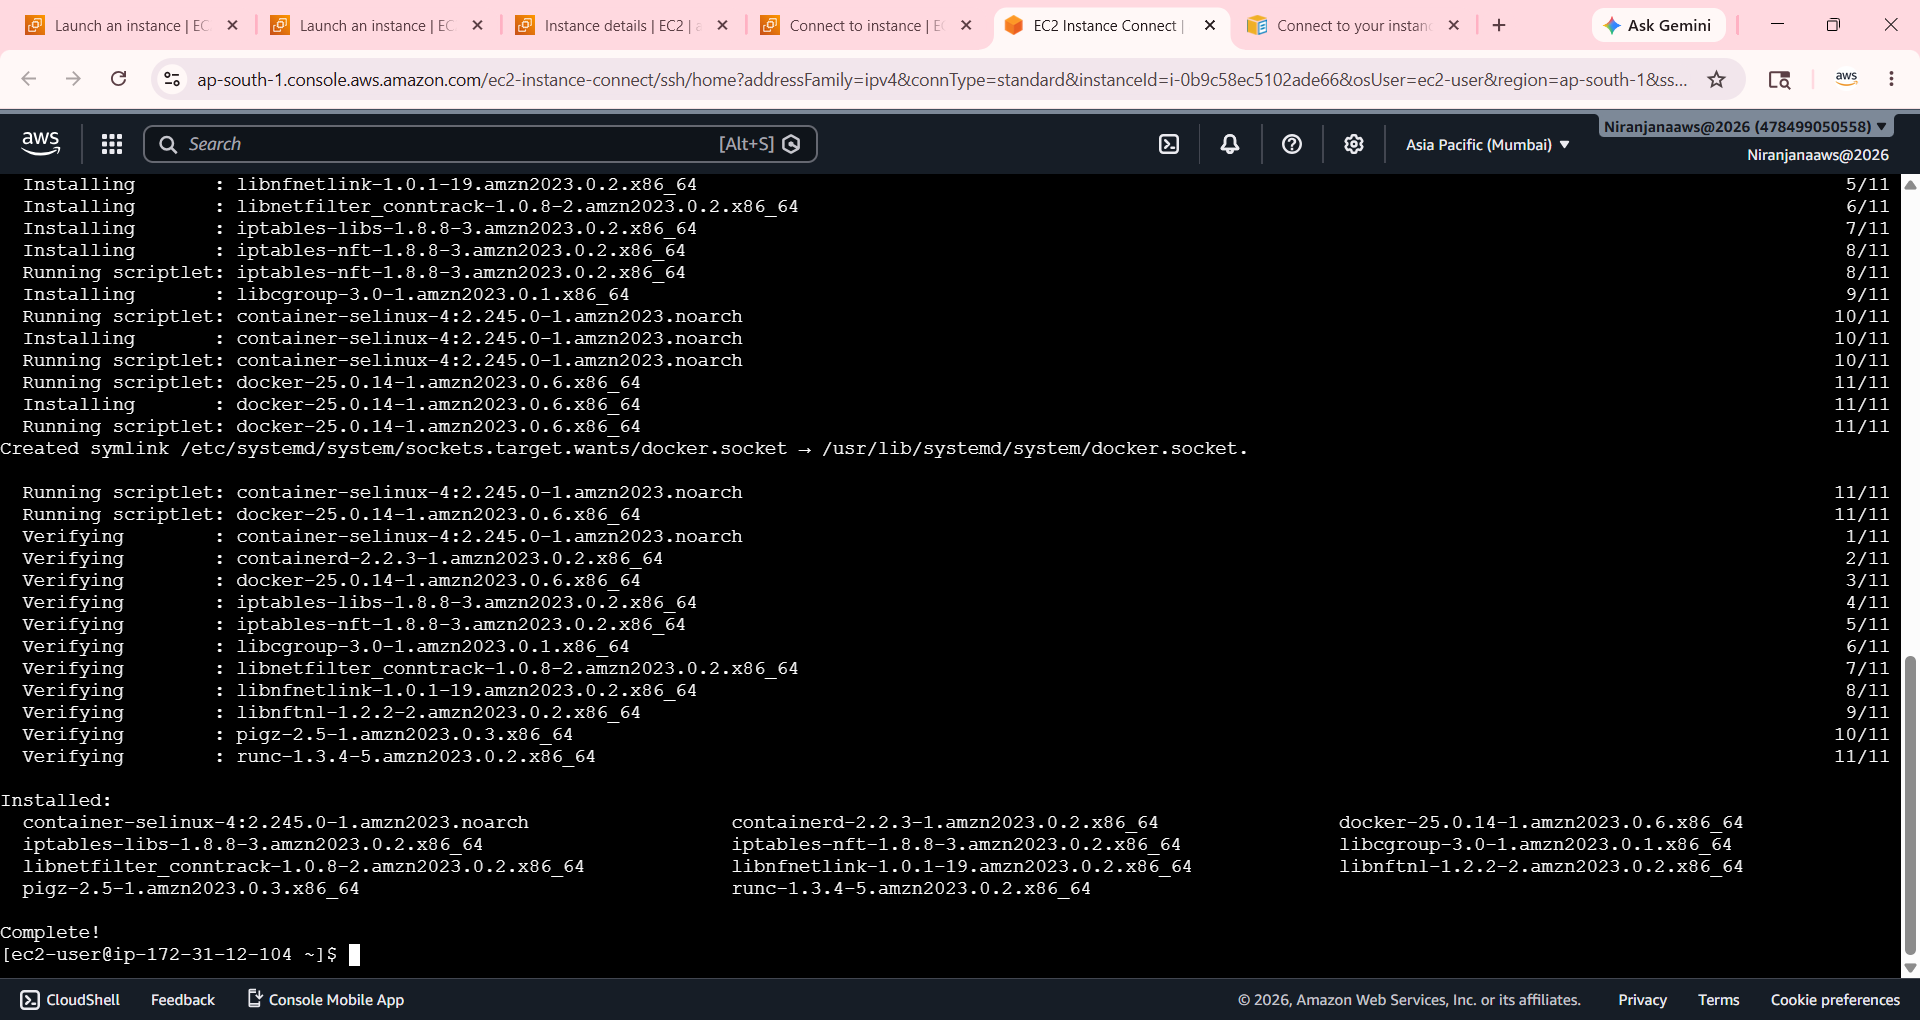 Launch an instance | EC
Launch an instance | EC
Instance details | EC2 | a
Connect to instance | E
EC2 Instance Connect |
Connect to your instan
Ask Gemini
ap-south-1.console.aws.amazon.com/ec2-instance-connect/ssh/home?addressFamily=ipv4&connType=standard&instanceId=i-0b9c58ec5102ade66&osUser=ec2-user&region=ap-south-1&ss...
aws
aws
Search
[Alt+S]
Asia Pacific (Mumbai) ▼
Niranjanaaws@2026 (478499050558) ▼
Niranjanaaws@2026
Installing : libnfnetlink-1.0.1-19.amzn2023.0.2.x86_64 5/11
Installing : libnetfilter_conntrack-1.0.8-2.amzn2023.0.2.x86_64 6/11
Installing : iptables-libs-1.8.8-3.amzn2023.0.2.x86_64 7/11
Installing : iptables-nft-1.8.8-3.amzn2023.0.2.x86_64 8/11
Running scriptlet: iptables-nft-1.8.8-3.amzn2023.0.2.x86_64 8/11
Installing : libcgroup-3.0-1.amzn2023.0.1.x86_64 9/11
Running scriptlet: container-selinux-4:2.245.0-1.amzn2023.noarch 10/11
Installing : container-selinux-4:2.245.0-1.amzn2023.noarch 10/11
Running scriptlet: container-selinux-4:2.245.0-1.amzn2023.noarch 10/11
Running scriptlet: docker-25.0.14-1.amzn2023.0.6.x86_64 11/11
Installing : docker-25.0.14-1.amzn2023.0.6.x86_64 11/11
Running scriptlet: docker-25.0.14-1.amzn2023.0.6.x86_64 11/11
Created symlink /etc/systemd/system/sockets.target.wants/docker.socket → /usr/lib/systemd/system/docker.socket.
Running scriptlet: container-selinux-4:2.245.0-1.amzn2023.noarch 11/11
Running scriptlet: docker-25.0.14-1.amzn2023.0.6.x86_64 11/11
Verifying : container-selinux-4:2.245.0-1.amzn2023.noarch 1/11
Verifying : containerd-2.2.3-1.amzn2023.0.2.x86_64 2/11
Verifying : docker-25.0.14-1.amzn2023.0.6.x86_64 3/11
Verifying : iptables-libs-1.8.8-3.amzn2023.0.2.x86_64 4/11
Verifying : iptables-nft-1.8.8-3.amzn2023.0.2.x86_64 5/11
Verifying : libcgroup-3.0-1.amzn2023.0.1.x86_64 6/11
Verifying : libnetfilter_conntrack-1.0.8-2.amzn2023.0.2.x86_64 7/11
Verifying : libnfnetlink-1.0.1-19.amzn2023.0.2.x86_64 8/11
Verifying : libnftnl-1.2.2-2.amzn2023.0.2.x86_64 9/11
Verifying : pigz-2.5-1.amzn2023.0.3.x86_64 10/11
Verifying : runc-1.3.4-5.amzn2023.0.2.x86_64 11/11
Installed:
container-selinux-4:2.245.0-1.amzn2023.noarch containerd-2.2.3-1.amzn2023.0.2.x86_64 docker-25.0.14-1.amzn2023.0.6.x86_64
iptables-libs-1.8.8-3.amzn2023.0.2.x86_64 iptables-nft-1.8.8-3.amzn2023.0.2.x86_64 libcgroup-3.0-1.amzn2023.0.1.x86_64
libnetfilter_conntrack-1.0.8-2.amzn2023.0.2.x86_64 libnfnetlink-1.0.1-19.amzn2023.0.2.x86_64 libnftnl-1.2.2-2.amzn2023.0.2.x86_64
pigz-2.5-1.amzn2023.0.3.x86_64 runc-1.3.4-5.amzn2023.0.2.x86_64
Complete!
[ec2-user@ip-172-31-12-104 ~]$
CloudShell Feedback Console Mobile App © 2026, Amazon Web Services, Inc. or its affiliates. Privacy Terms Cookie preferences